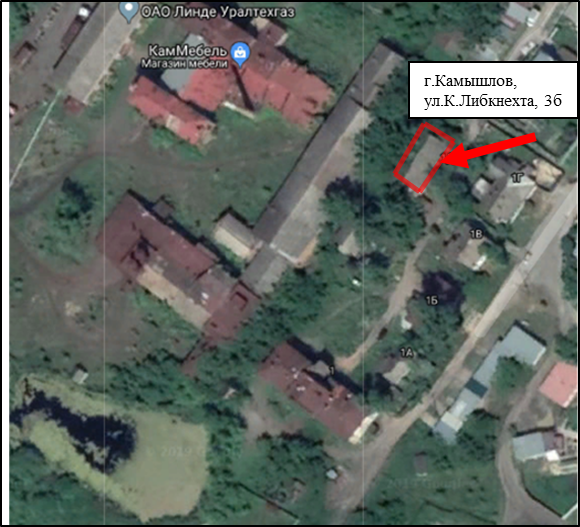 ОАО Линде Уралтехгаз
КамМебель
Магазин мебели
г.Камышлов,
ул.К.Либкнехта, 3б
1Г
1В
1Б
1А
1